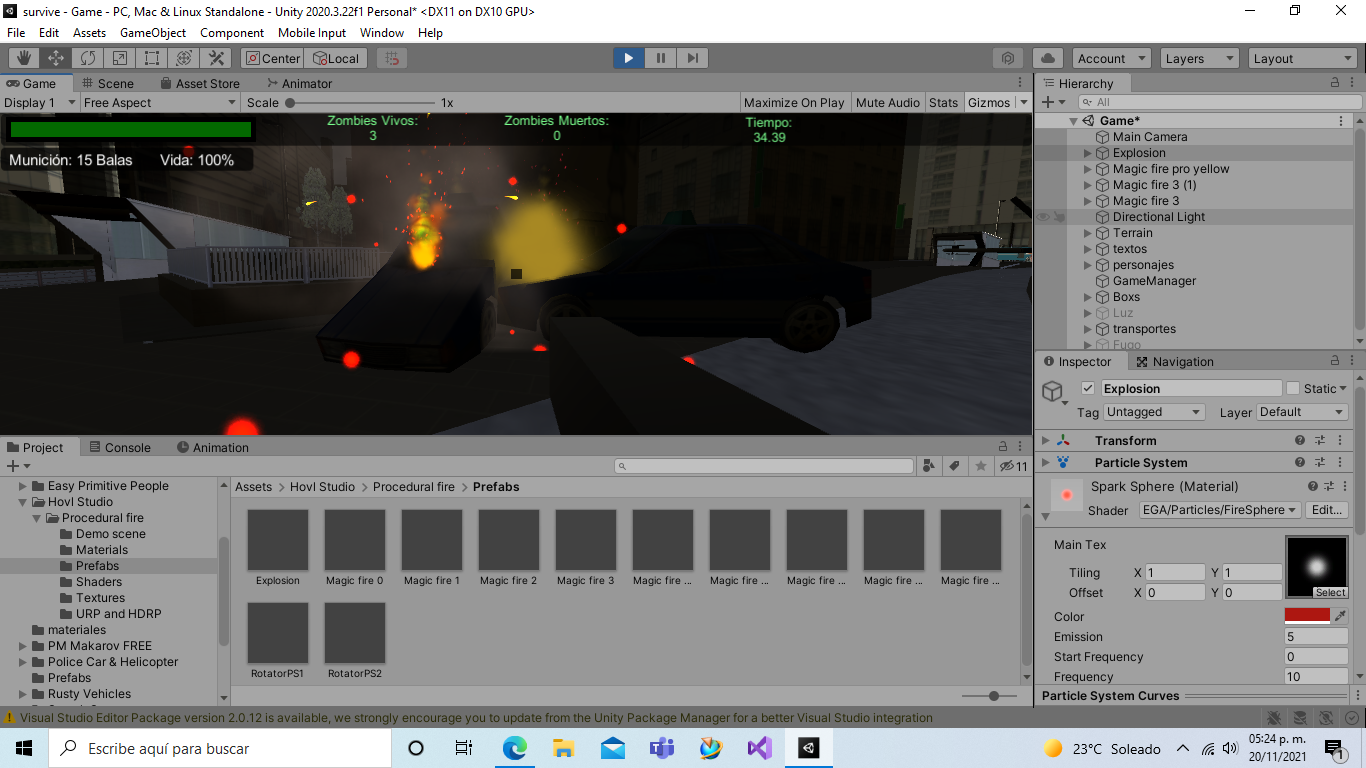 survive - Game - PC, Mac & Linux Standalone - Unity 2020.3.22f1 Personal* <DX11 on DX10 GPU>
File Edit Assets GameObject Component Mobile Input Window Help
Center Local Account Layers Layout
Game Scene Asset Store Animator
Display 1 Free Aspect Scale 1x Maximize On Play Mute Audio Stats Gizmos
Zombies Vivos: Zombies Muertos: Tiempo:
3 0 34.39
Munición: 15 Balas Vida: 100%
Hierarchy
All
Game*
Main Camera
Explosion
Magic fire pro yellow
Magic fire 3 (1)
Magic fire 3
Directional Light
Terrain
textos
personajes
GameManager
Boxs
Luz
transportes
Fugo
Inspector Navigation
Explosion Static
Tag Untagged Layer Default
Transform
Particle System
Spark Sphere (Material)
Shader EGA/Particles/FireSphere Edit...
Main Tex
Tiling X 1 Y 1
Offset X 0 Y 0
Select
Color
Emission 5
Start Frequency 0
Frequency 10
Particle System Curves
Project Console Animation
11
Easy Primitive People
Hovl Studio
Procedural fire
Demo scene
Materials
Prefabs
Shaders
Textures
URP and HDRP
materiales
PM Makarov FREE
Police Car & Helicopter
Prefabs
Rusty Vehicles
Assets Hovl Studio Procedural fire Prefabs
Explosion Magic fire 0 Magic fire 1 Magic fire 2 Magic fire 3 Magic fire ... Magic fire ... Magic fire ... Magic fire ... Magic fire ...
RotatorPS1 RotatorPS2
Visual Studio Editor Package version 2.0.12 is available, we strongly encourage you to update from the Unity Package Manager for a better Visual Studio integration
Escribe aquí para buscar
23°C Soleado
05:24 p. m.
20/11/2021
1